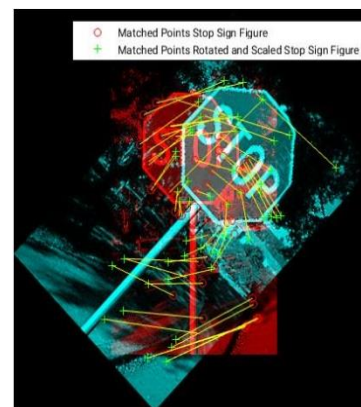 Matched Points Stop Sign Figure
Matched Points Rotated and Scaled Stop Sign Figure
STOP